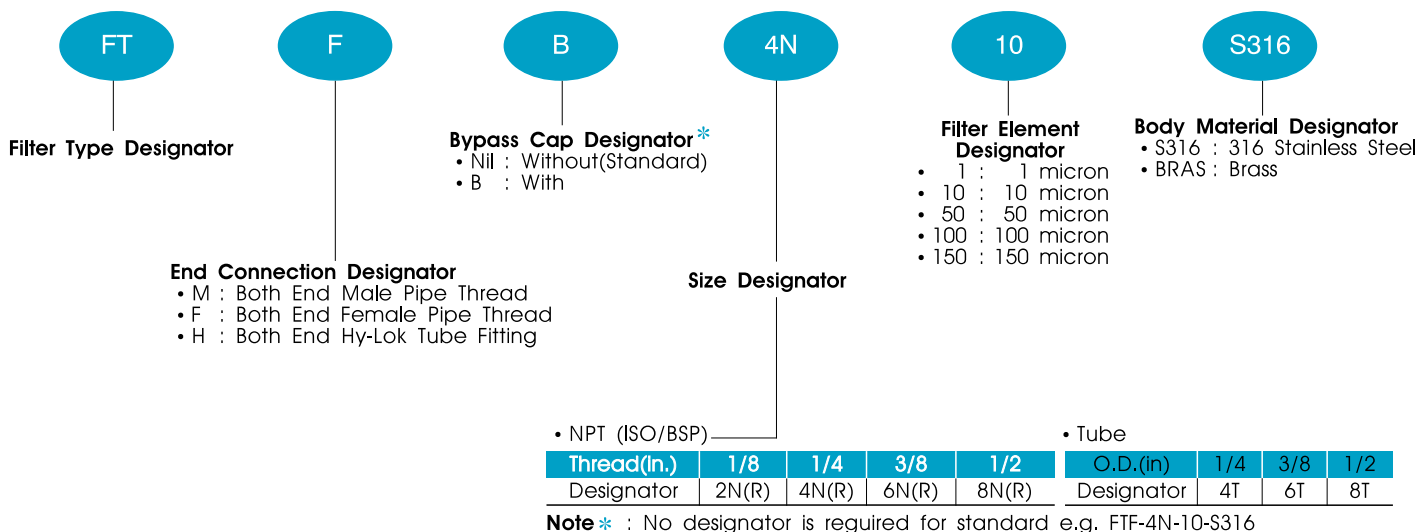 FT F B 4N 10 S316
Filter Type Designator
End Connection Designator
• M : Both End Male Pipe Thread
• F : Both End Female Pipe Thread
• H : Both End Hy-Lok Tube Fitting
Bypass Cap Designator*
• Nil : Without(Standard)
• B : With
Size Designator
Filter Element
Designator
• 1 : 1 micron
• 10 : 10 micron
• 50 : 50 micron
• 100 : 100 micron
• 150 : 150 micron
Body Material Designator
• S316 : 316 Stainless Steel
• BRAS : Brass
• NPT (ISO/BSP)
Thread(in.) 1/8 1/4 3/8 1/2
Designator 2N(R) 4N(R) 6N(R) 8N(R)
• Tube
O.D.(in) 1/4 3/8 1/2
Designator 4T 6T 8T
Note * : No designator is required for standard e.g. FTF-4N-10-S316